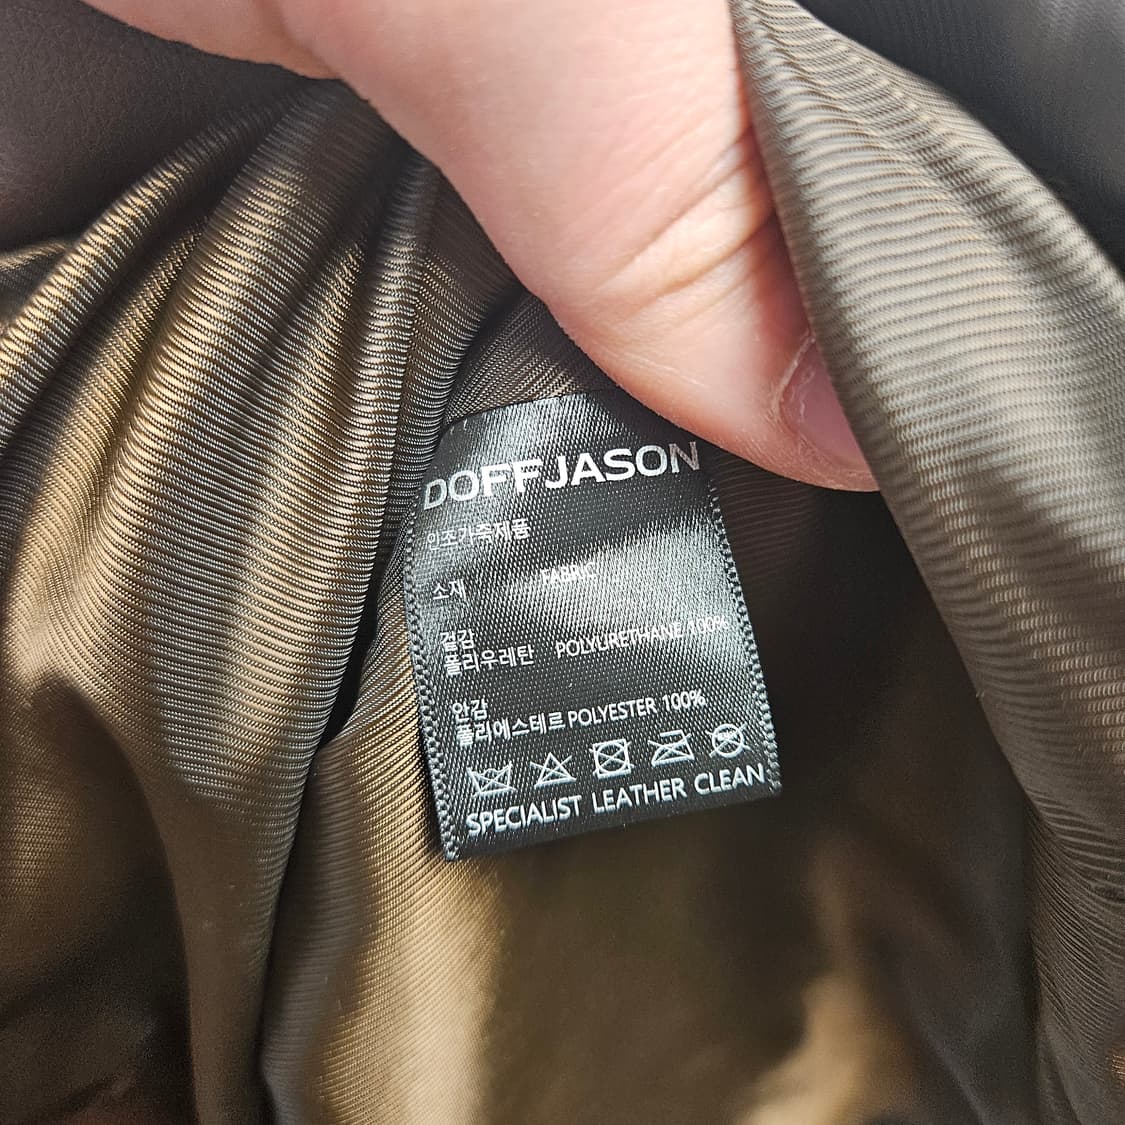 DOFFJASON
인조가죽제품
소재 FABRIC
겉감
폴리우레탄 POLYURETHANE 100%
안감
폴리에스테르 POLYESTER 100%
SPECIALIST LEATHER CLEAN